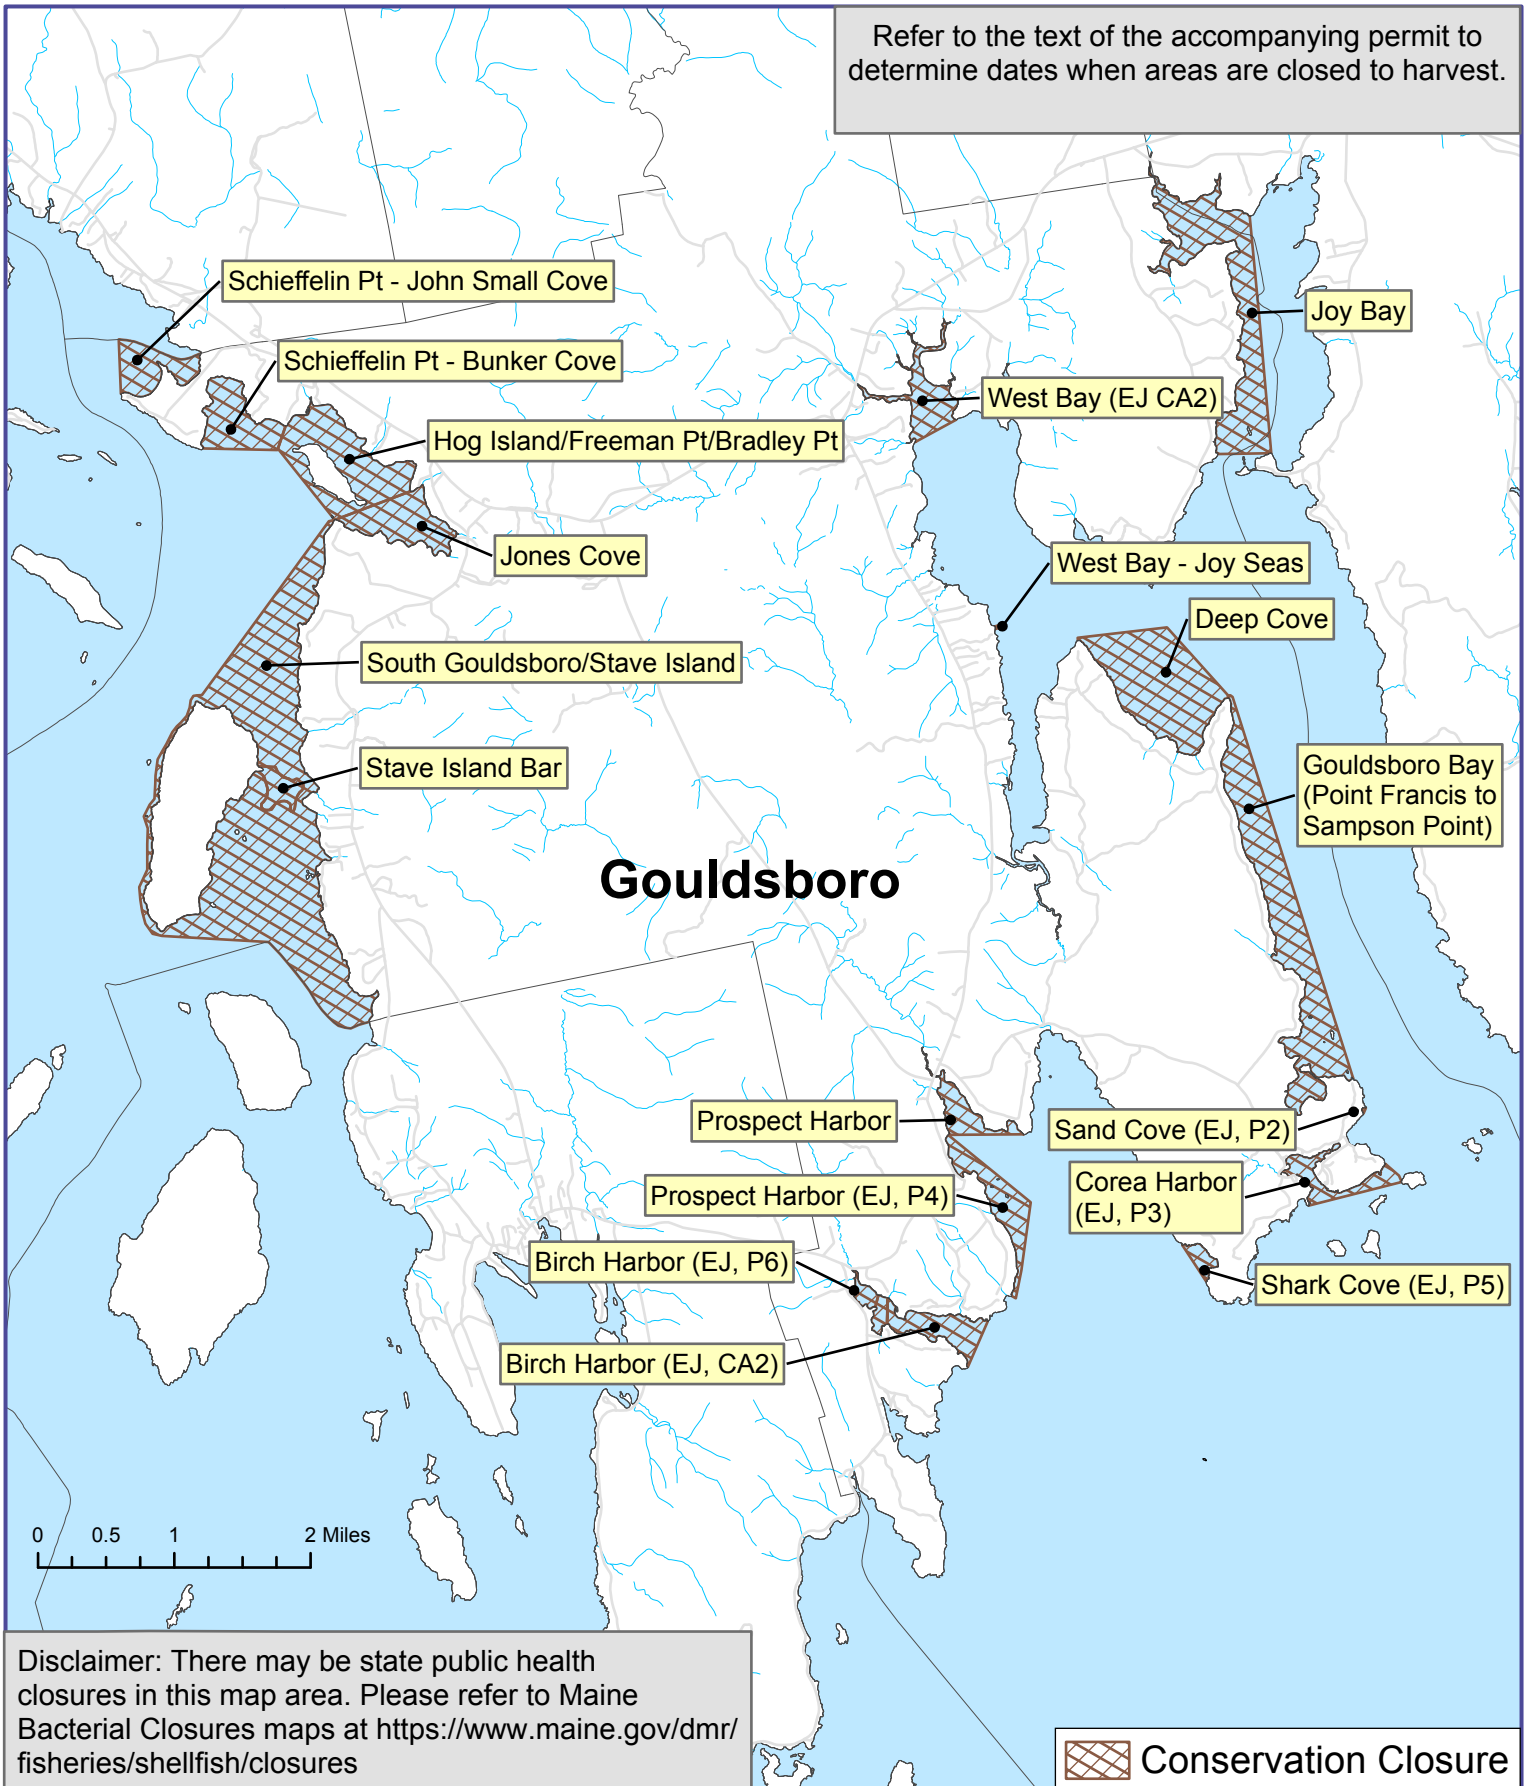 Refer to the text of the accompanying permit to
determine dates when areas are closed to harvest.
Schieffelin Pt - John Small Cove
Joy Bay
Schieffelin Pt - Bunker Cove
West Bay (EJ CA2)
Hog Island/Freeman Pt/Bradley Pt
Jones Cove
West Bay - Joy Seas
Deep Cove
South Gouldsboro/Stave Island
Stave Island Bar
Gouldsboro Bay
(Point Francis to
Sampson Point)
Gouldsboro
Prospect Harbor
Sand Cove (EJ, P2)
Prospect Harbor (EJ, P4)
Corea Harbor
(EJ, P3)
Birch Harbor (EJ, P6)
Shark Cove (EJ, P5)
Birch Harbor (EJ, CA2)
0 0.5 1 2 Miles
Disclaimer: There may be state public health
closures in this map area. Please refer to Maine
Bacterial Closures maps at https://www.maine.gov/dmr/
fisheries/shellfish/closures
Conservation Closure